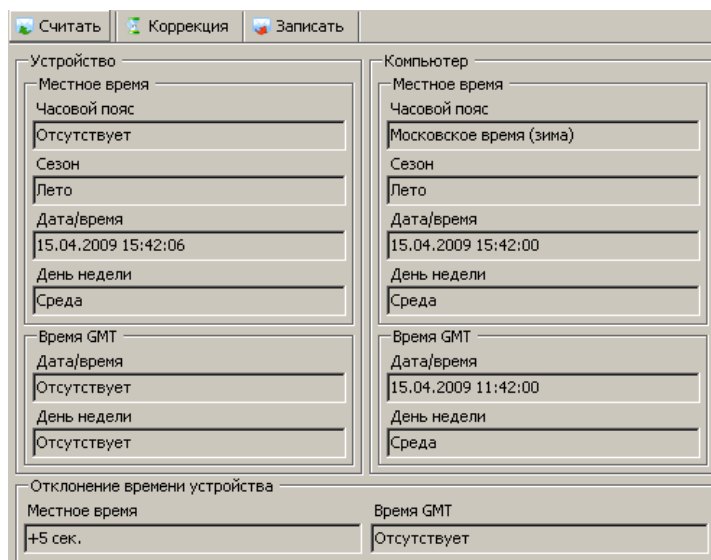 Считать Коррекция Записать
Устройство
Местное время
Часовой пояс
Отсутствует
Сезон
Лето
Дата/время
15.04.2009 15:42:06
День недели
Среда
Время GMT
Дата/время
Отсутствует
День недели
Отсутствует
Компьютер
Местное время
Часовой пояс
Московское время (зима)
Сезон
Лето
Дата/время
15.04.2009 15:42:00
День недели
Среда
Время GMT
Дата/время
15.04.2009 11:42:00
День недели
Среда
Отклонение времени устройства
Местное время
+5 сек.
Время GMT
Отсутствует